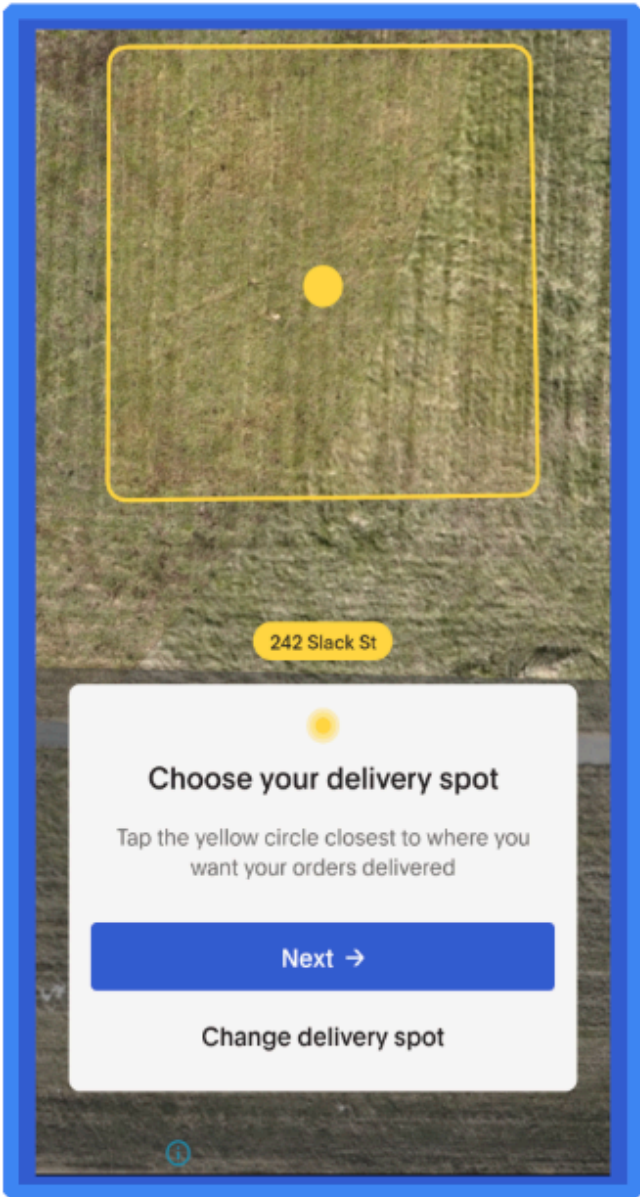 242 Slack St
Choose your delivery spot
Tap the yellow circle closest to where you
want your orders delivered
Next →
Change delivery spot